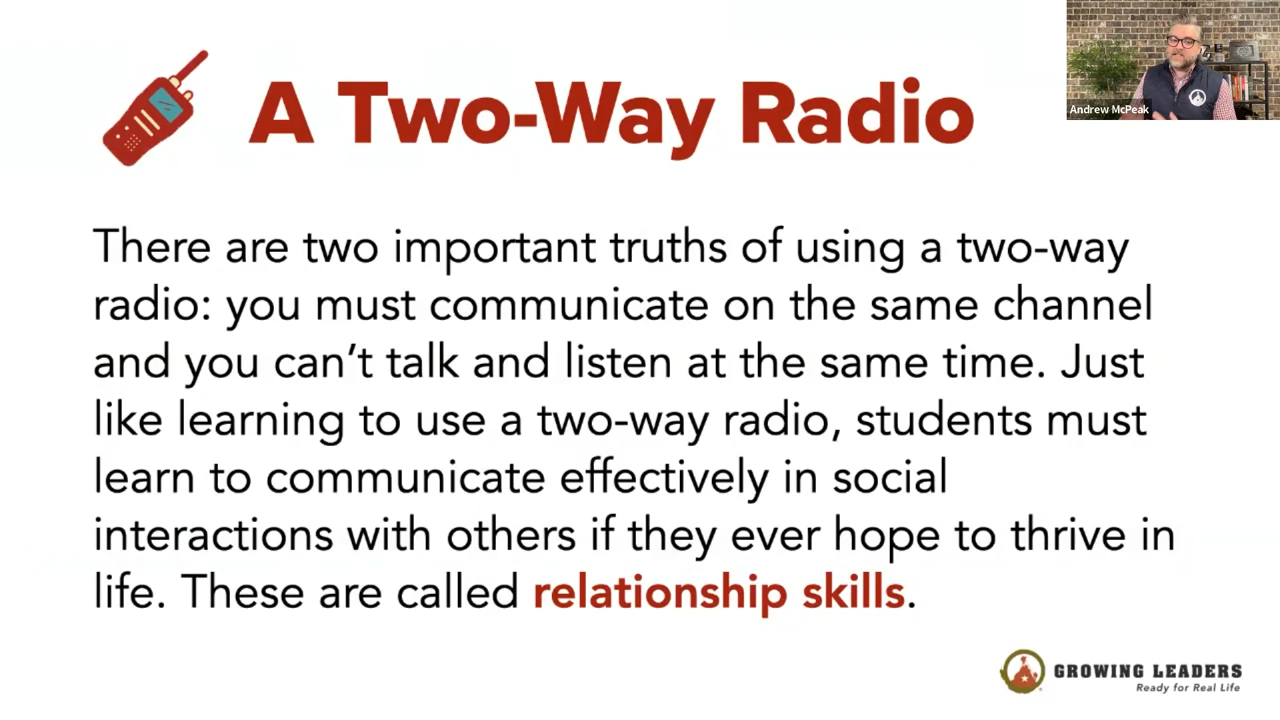 A Two-Way Radio
Andrew McPeak
There are two important truths of using a two-way
radio: you must communicate on the same channel
and you can’t talk and listen at the same time. Just
like learning to use a two-way radio, students must
learn to communicate effectively in social
interactions with others if they ever hope to thrive in
life. These are called relationship skills.
GROWING LEADERS
Ready for Real Life